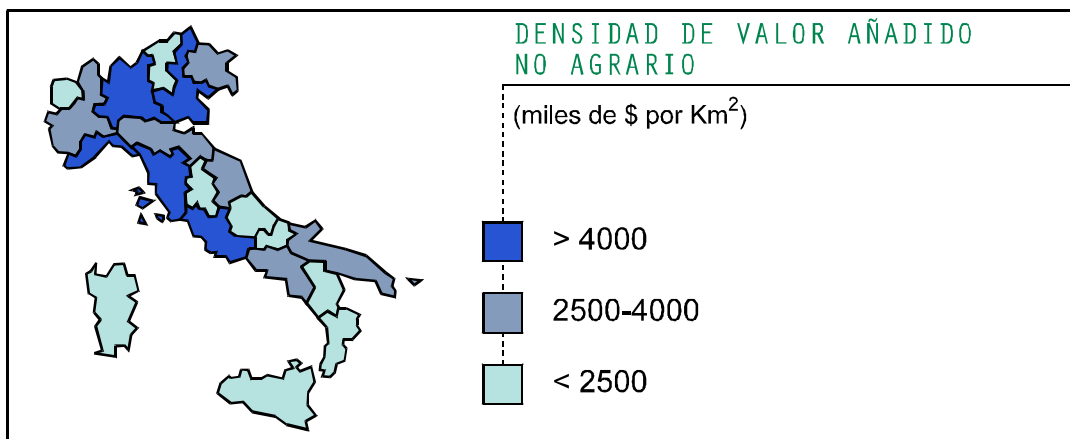 DENSIDAD DE VALOR AÑADIDO
NO AGRARIO
(miles de $ por Km²)
> 4000
2500-4000
< 2500